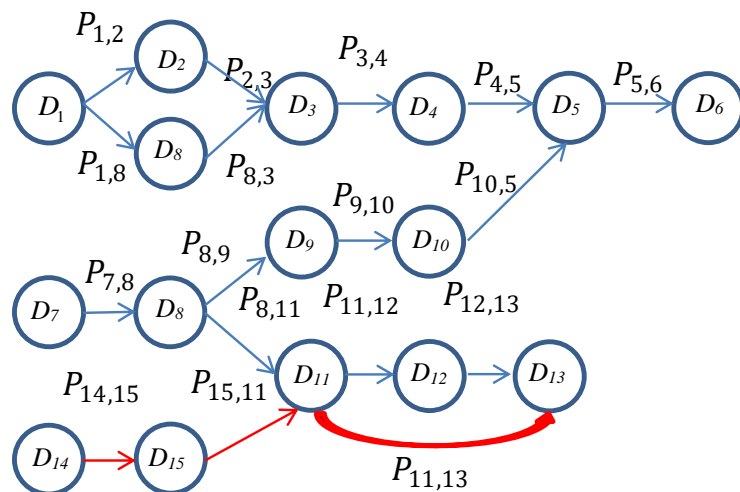 P1,2
D2
P2,3
P3,4
P4,5
P5,6
D1
D3
D4
D5
D6
D8
P1,8
P8,3
P9,10
P10,5
P8,9
D9
D10
P7,8
P8,11
P11,12
P12,13
D7
D8
P14,15
P15,11
D11
D12
D13
D14
D15
P11,13